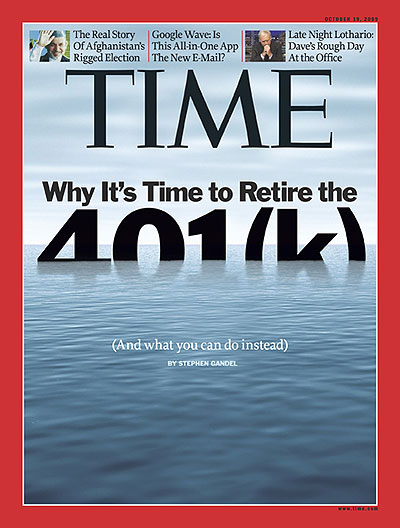 OCTOBER 19, 2009
The Real Story
Of Afghanistan's
Rigged Election
Google Wave: Is
This All-in-One App
The New E-Mail?
Late Night Lothario:
Dave's Rough Day
At the Office
TIME
Why It's Time to Retire the
401(k)
(And what you can do instead)
BY STEPHEN GANDEL
www.time.com